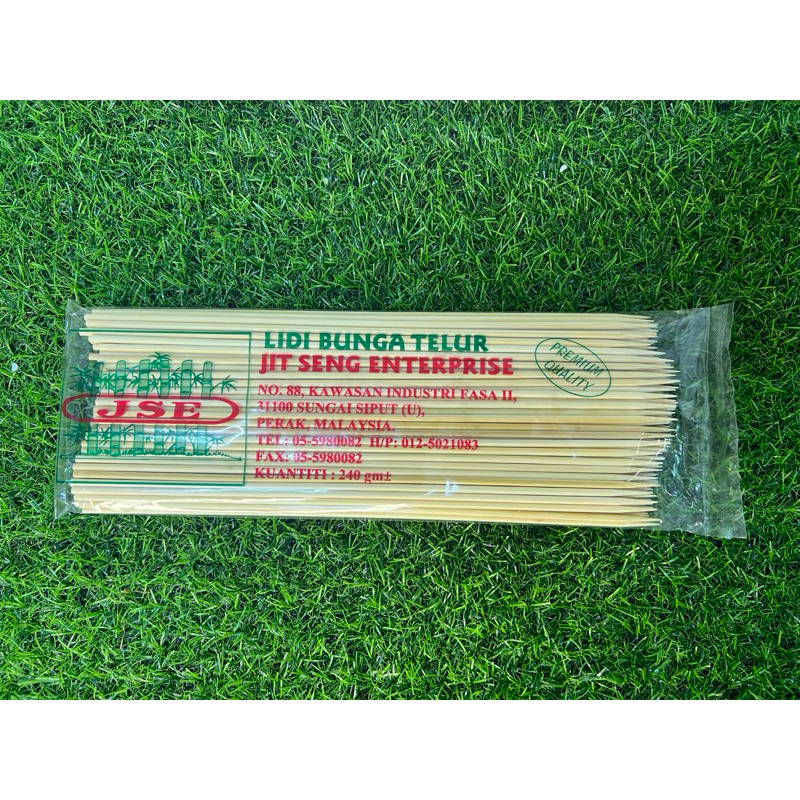 LIDI BUNGA TELUR
JIT SENG ENTERPRISE
NO. 88, KAWASAN INDUSTRI FASA II,
31100 SUNGAI SIPUT (U),
PERAK, MALAYSIA.
TEL: 05-5980082 H/P: 012-5021083
FAX: 05-5980082
KUANTITI : 240 gm±
JSE
PREMIUM
QUALITY